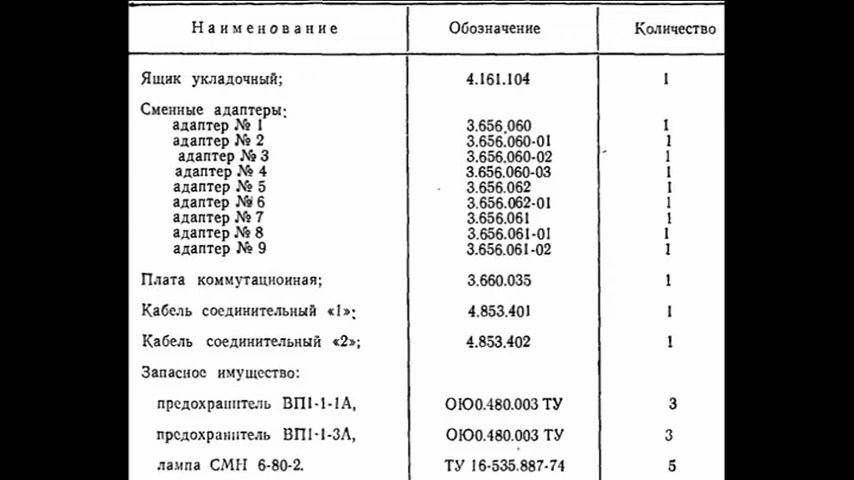 Наименование Обозначение Количество
Ящик укладочный; 4.161.104 1
Сменные адаптеры:
адаптер № 1 3.656.060 1
адаптер № 2 3.656.060-01 1
адаптер № 3 3.656.060-02 1
адаптер № 4 3.656.060-03 1
адаптер № 5 3.656.062 1
адаптер № 6 3.656.062-01 1
адаптер № 7 3.656.061 1
адаптер № 8 3.656.061-01 1
адаптер № 9 3.656.061-02 1
Плата коммутационная; 3.660.035 1
Кабель соединительный «1»; 4.853.401 1
Кабель соединительный «2»; 4.853.402 1
Запасное имущество:
предохранитель ВП1-1-1А, ОЮ0.480.003 ТУ 3
предохранитель ВП1-1-3А, ОЮ0.480.003 ТУ 3
лампа СМН 6-80-2. ТУ 16-535.887-74 5